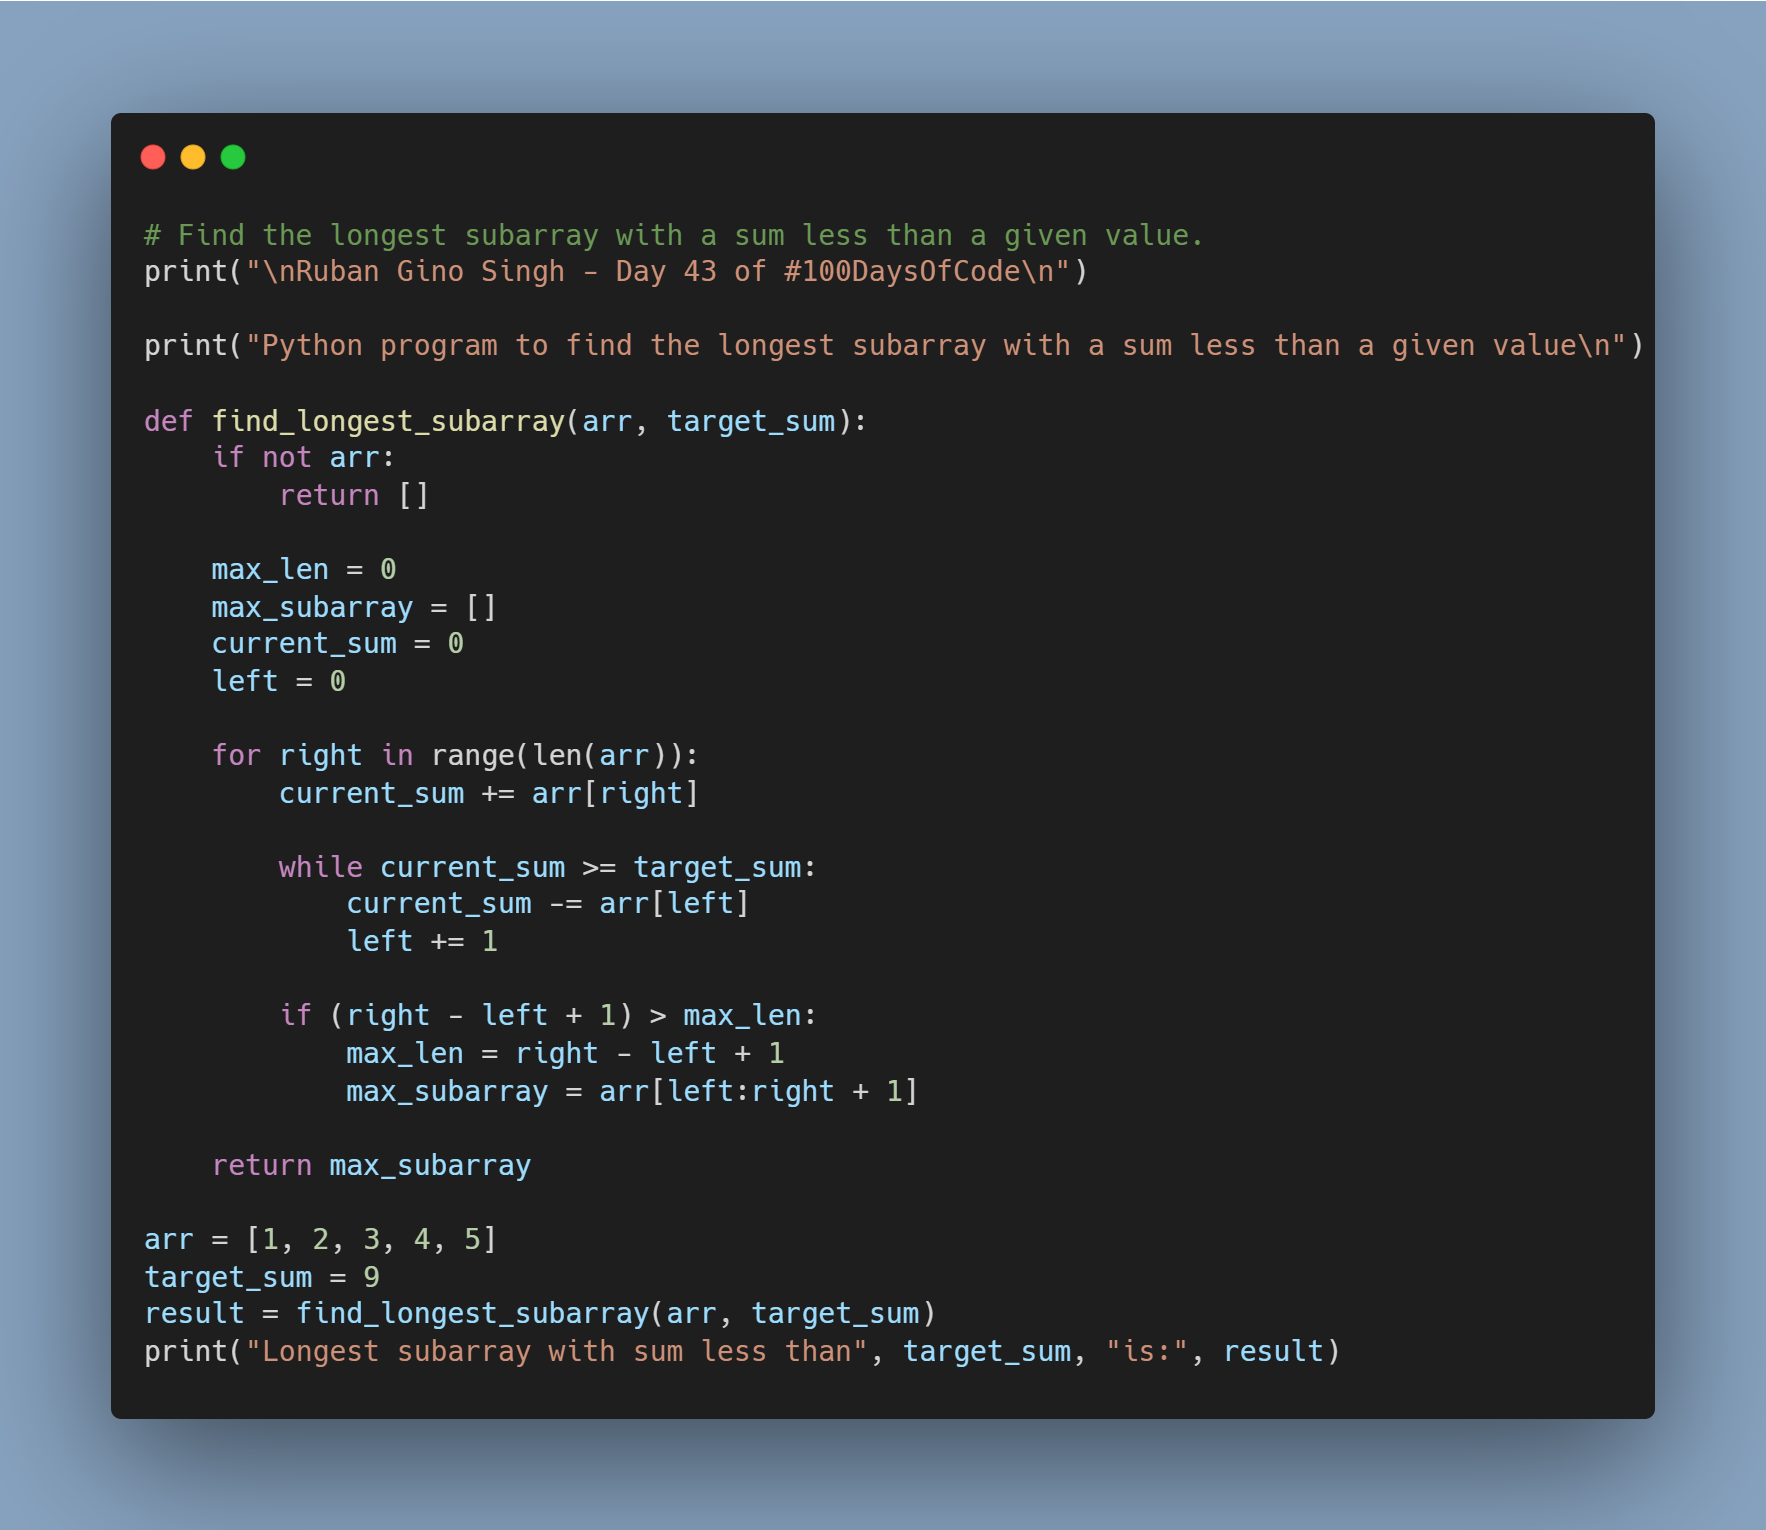 # Find the longest subarray with a sum less than a given value.
print("\nRuban Gino Singh - Day 43 of #100DaysOfCode\n")

print("Python program to find the longest subarray with a sum less than a given value\n")

def find_longest_subarray(arr, target_sum):
    if not arr:
        return []

    max_len = 0
    max_subarray = []
    current_sum = 0
    left = 0

    for right in range(len(arr)):
        current_sum += arr[right]

        while current_sum >= target_sum:
            current_sum -= arr[left]
            left += 1

        if (right - left + 1) > max_len:
            max_len = right - left + 1
            max_subarray = arr[left:right + 1]

    return max_subarray

arr = [1, 2, 3, 4, 5]
target_sum = 9
result = find_longest_subarray(arr, target_sum)
print("Longest subarray with sum less than", target_sum, "is:", result)